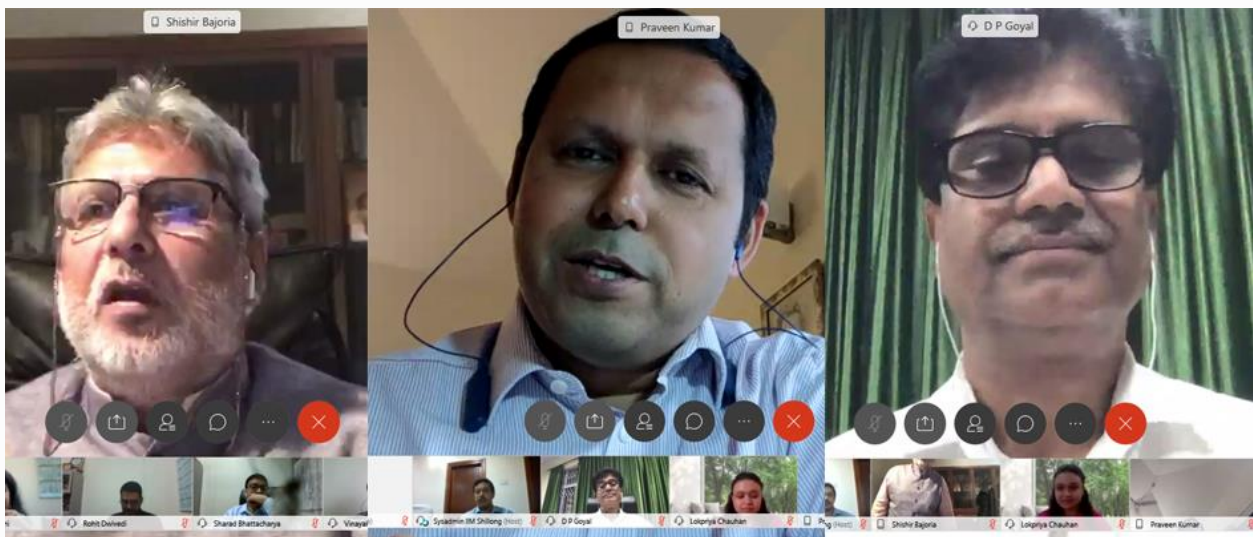 Shishir Bajoria
Praveen Kumar
D P Goyal
Rohit Dwivedi
Sharad Bhattacharya
Sysadmin IIM Shillong (Host)
D P Goyal
Lokpriya Chauhan
(Host)
Shishir Bajoria
Lokpriya Chauhan
Praveen Kumar